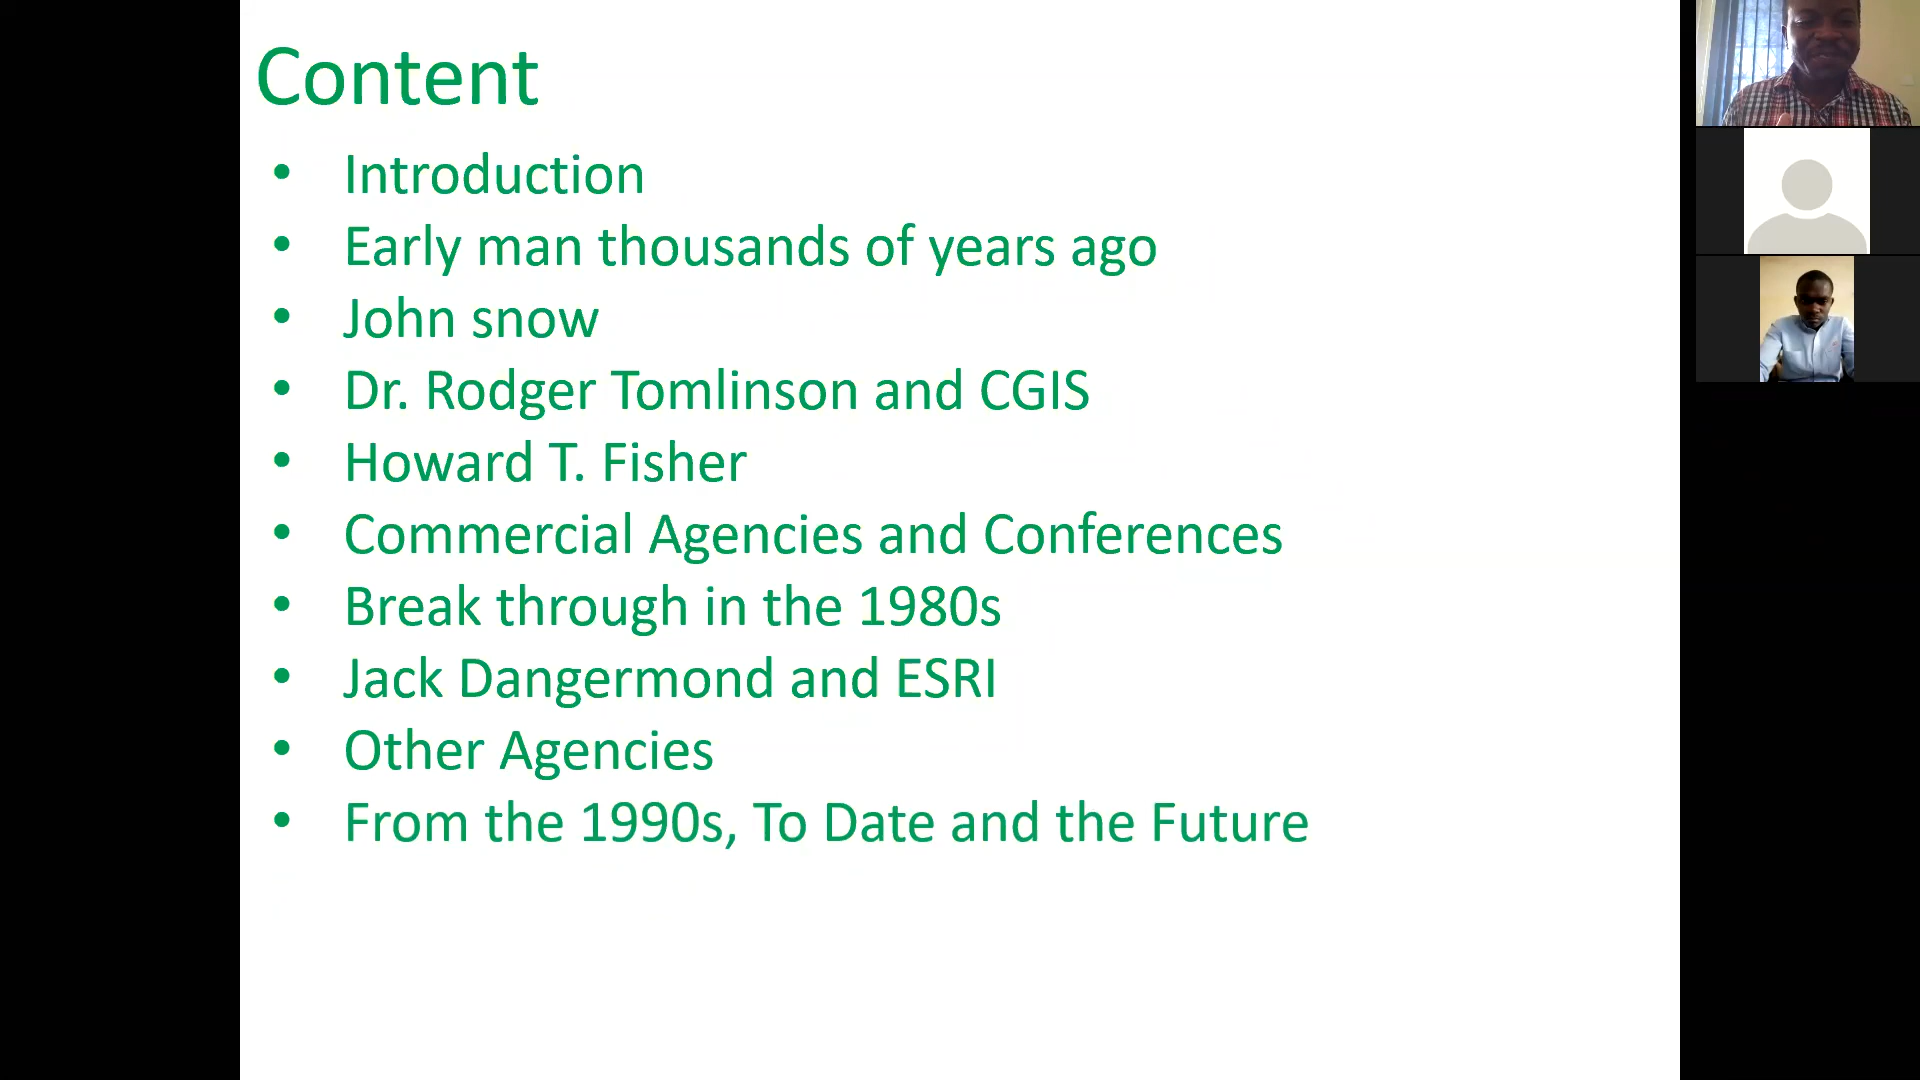 Content
• Introduction
• Early man thousands of years ago
• John snow
• Dr. Rodger Tomlinson and CGIS
• Howard T. Fisher
• Commercial Agencies and Conferences
• Break through in the 1980s
• Jack Dangermond and ESRI
• Other Agencies
• From the 1990s, To Date and the Future